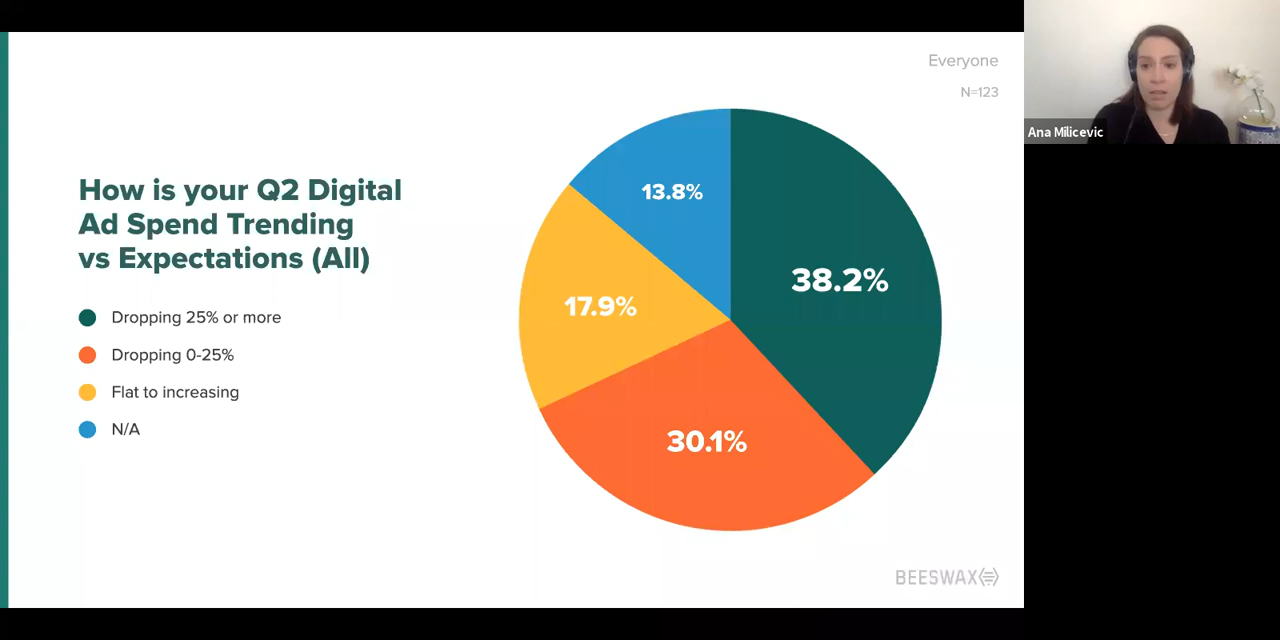 Everyone
N=123
How is your Q2 Digital
Ad Spend Trending
vs Expectations (All)
Dropping 25% or more
Dropping 0-25%
Flat to increasing
N/A
13.8%
38.2%
17.9%
30.1%
BEESWAX
Ana Milicevic